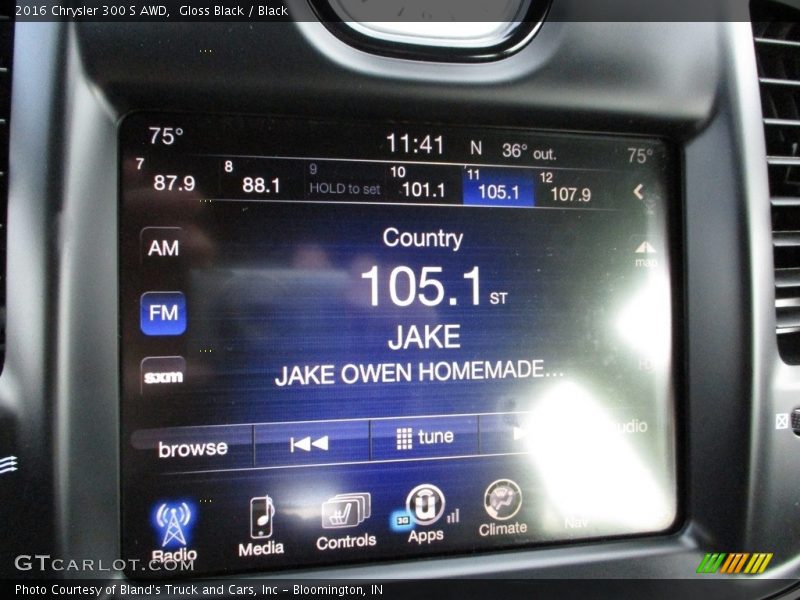 2016 Chrysler 300 S AWD,  Gloss Black / Black
75° 11:41 N 36° out. 75°
7 87.9 8 88.1 9 HOLD to set 10 101.1 11 105.1 12 107.9
Country
map
AM
105.1 ST
FM
JAKE
sxm
JAKE OWEN HOMEMADE...
browse tune
Radio Media Controls 3G Apps Climate Nav
GTcarlot.com
Photo Courtesy of Bland's Truck and Cars, Inc – Bloomington, IN